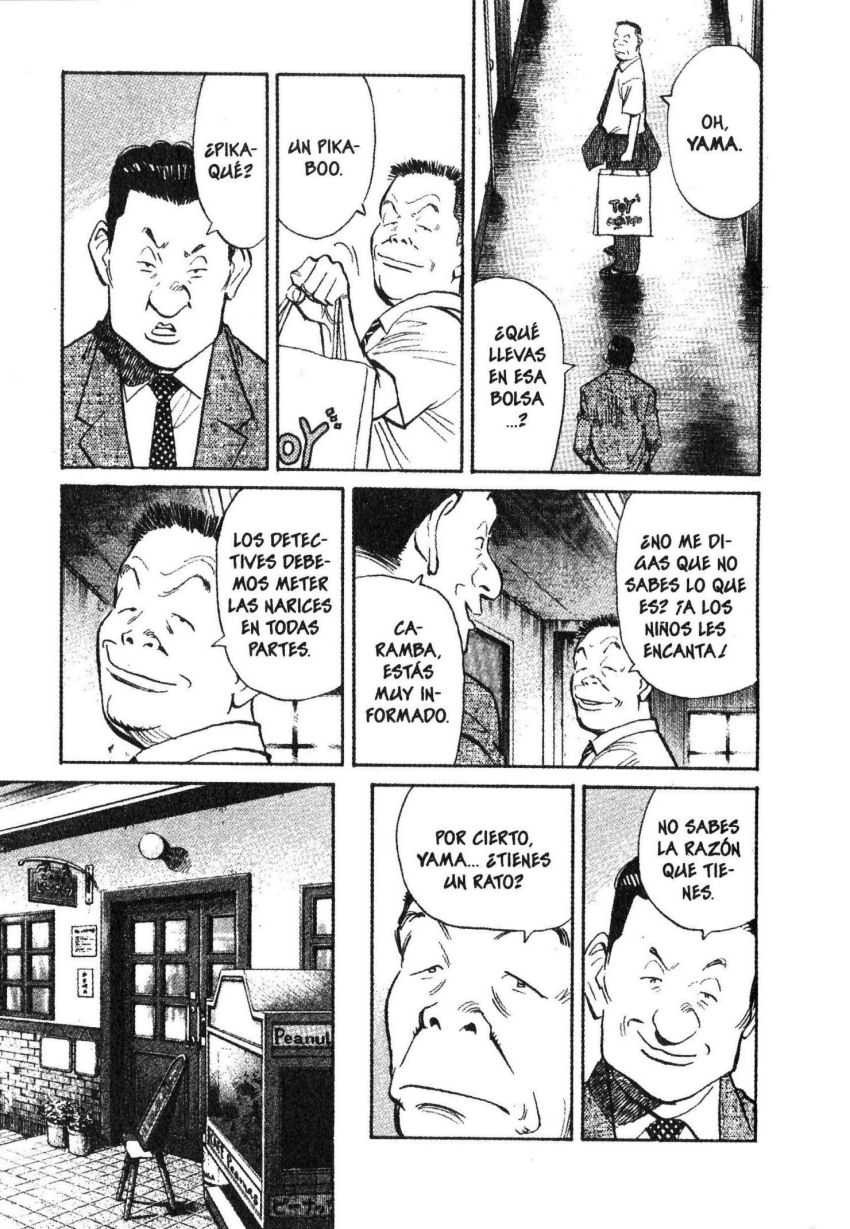 OH,
YAMA.
TOY'
¿QUÉ
LLEVAS
EN ESA
BOLSA
...?
UN PIKA-
BOO.
OY
¿PIKA-
QUÉ?
¿NO ME DI-
GAS QUE NO
SABES LO QUE
ES? ¡A LOS
NIÑOS LES
ENCANTA!
CA-
RAMBA,
ESTÁS
MUY IN-
FORMADO.
LOS DETEC-
TIVES DEBE-
MOS METER
LAS NARICES
EN TODAS
PARTES.
NO SABES
LA RAZÓN
QUE TIE-
NES.
POR CIERTO,
YAMA... ¿TIENES
UN RATO?
Peanut